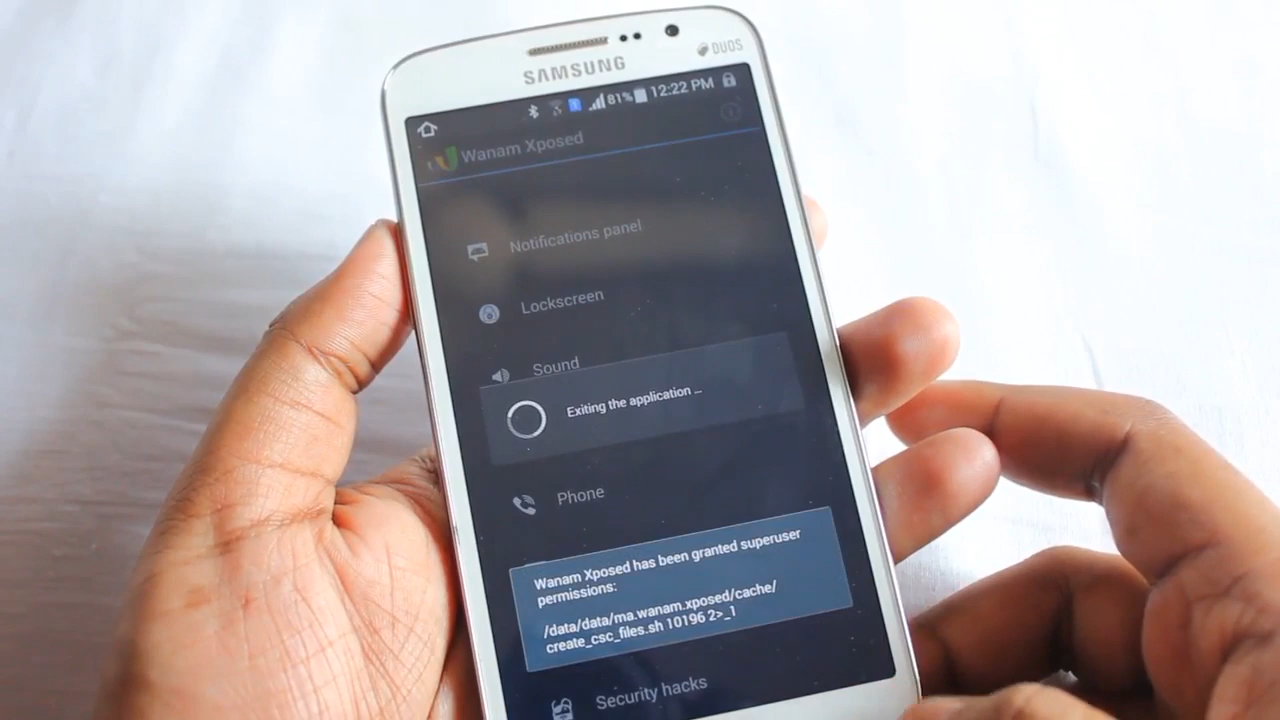 DUOS
SAMSUNG
81% 12:22 PM
Wanam Xposed
Notifications panel
Lockscreen
Sound
Exiting the application ...
Phone
Wanam Xposed has been granted superuser
permissions:
/data/data/ma.wanam.xposed/cache/
create_csc_files.sh 10196 2>_1
Security hacks